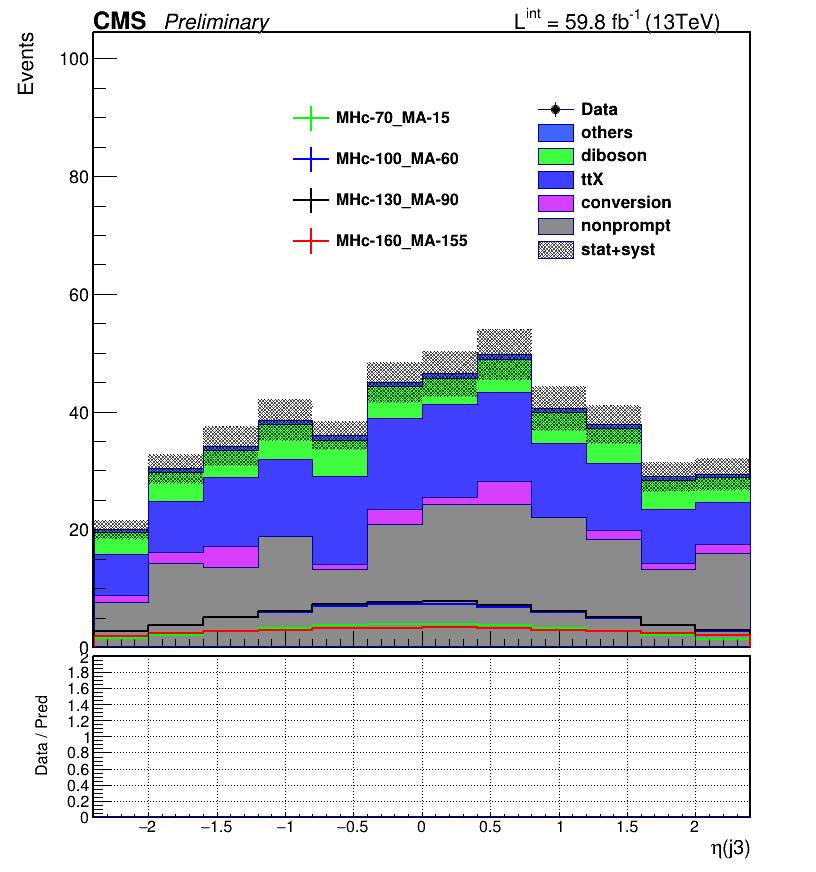 CMS Preliminary L^int = 59.8 fb^-1 (13TeV)
Events
100
80
60
40
20
0
MHc-70_MA-15
MHc-100_MA-60
MHc-130_MA-90
MHc-160_MA-155
Data
others
diboson
ttX
conversion
nonprompt
stat+syst
Data / Pred
2
1.8
1.6
1.4
1.2
1
0.8
0.6
0.4
0.2
0
−2 −1.5 −1 −0.5 0 0.5 1 1.5 2
η(j3)